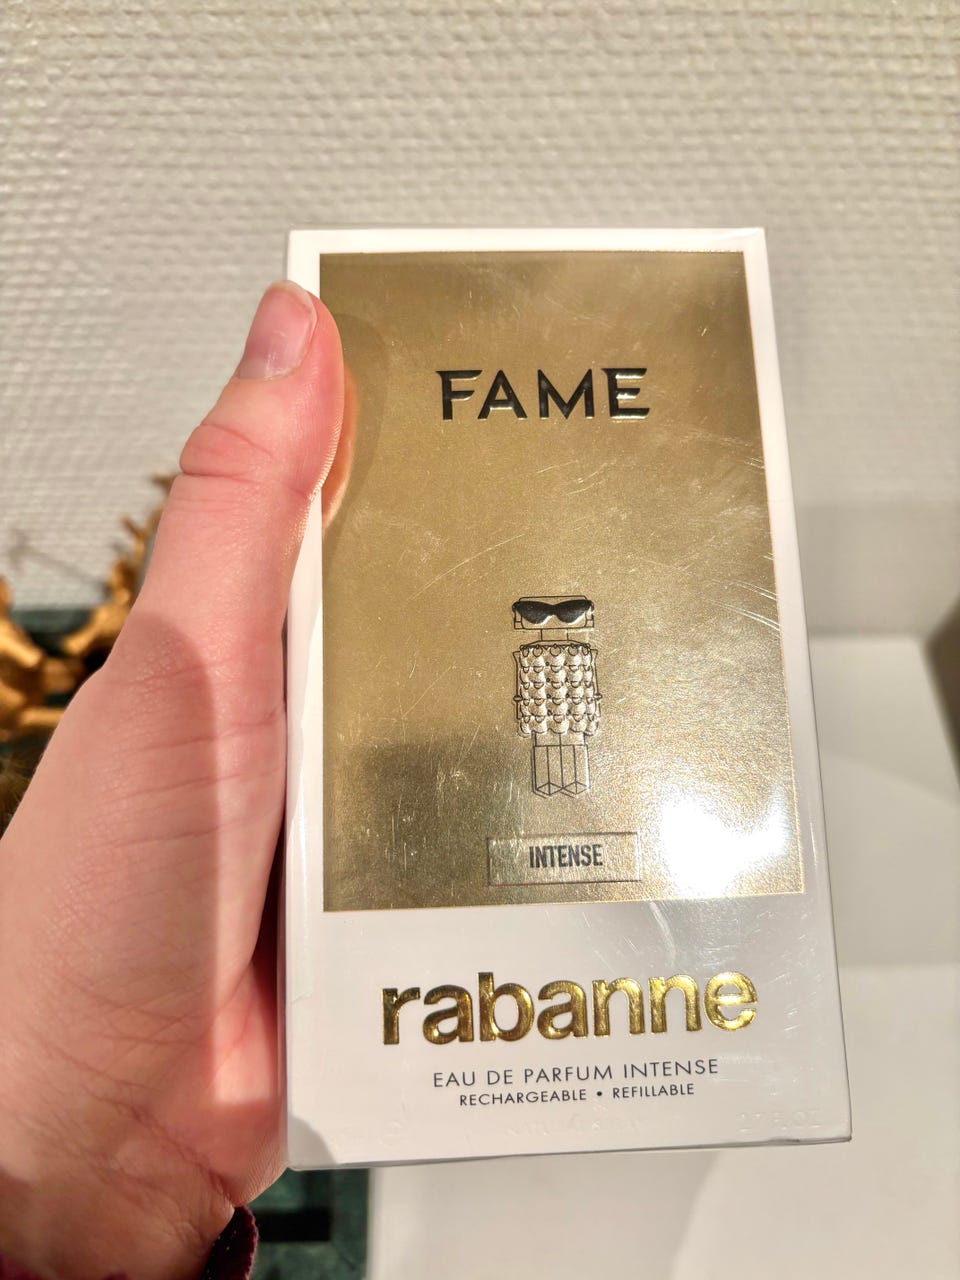 FAME
INTENSE
rabanne
EAU DE PARFUM INTENSE
RECHARGEABLE • REFILLABLE